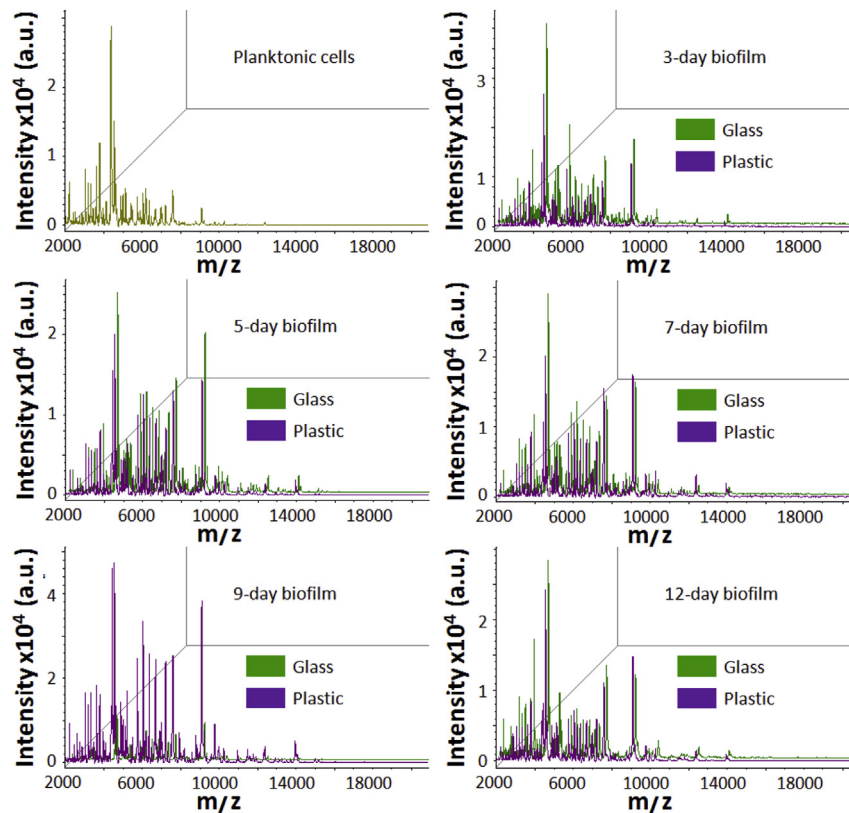 Intensity x10⁴ (a.u.)
3
2
1
0
Planktonic cells
2000 6000 10000 14000 18000
m/z
Intensity x10⁴ (a.u.)
3
2
1
0
3-day biofilm
Glass
Plastic
2000 6000 10000 14000 18000
m/z
Intensity x10⁴ (a.u.)
2
1
0
5-day biofilm
Glass
Plastic
2000 6000 10000 14000 18000
m/z
Intensity x10⁴ (a.u.)
2
1
0
7-day biofilm
Glass
Plastic
2000 6000 10000 14000 18000
m/z
Intensity x10⁴ (a.u.)
4
2
0
9-day biofilm
Glass
Plastic
2000 6000 10000 14000 18000
m/z
Intensity x10⁴ (a.u.)
2
1
0
12-day biofilm
Glass
Plastic
2000 6000 10000 14000 18000
m/z